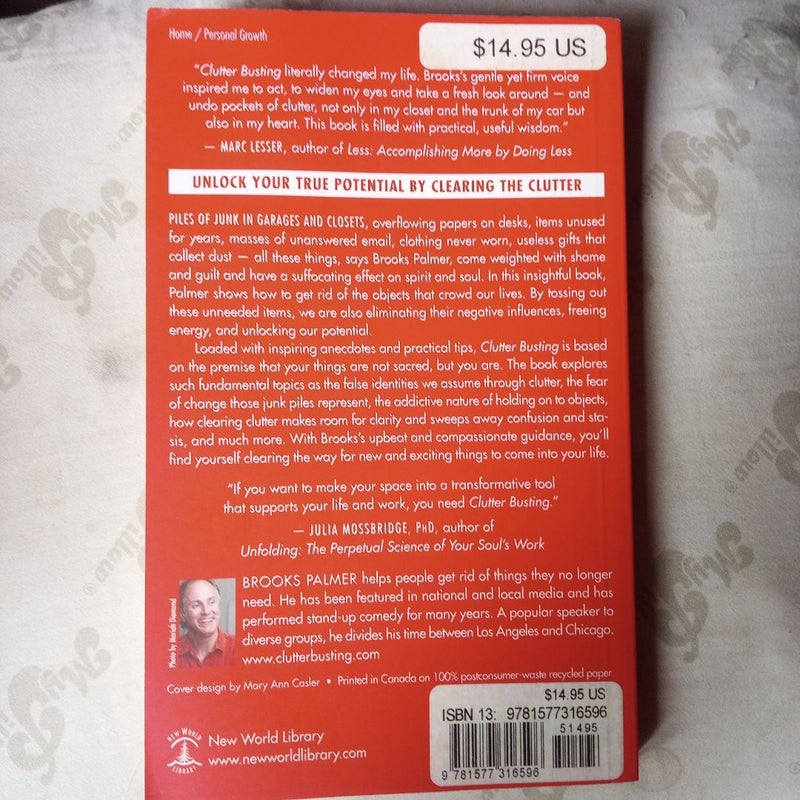 Home / Personal Growth
$14.95 US
"Clutter Busting literally changed my life. Brooks's gentle yet firm voice
inspired me to act, to widen my eyes and take a fresh look around — and
undo pockets of clutter, not only in my closet and the trunk of my car but
also in my heart. This book is filled with practical, useful wisdom."
— MARC LESSER, author of Less: Accomplishing More by Doing Less
UNLOCK YOUR TRUE POTENTIAL BY CLEARING THE CLUTTER
PILES OF JUNK IN GARAGES AND CLOSETS, overflowing papers on desks, items unused
for years, masses of unanswered email, clothing never worn, useless gifts that
collect dust — all these things, says Brooks Palmer, come weighted with shame
and guilt and have a suffocating effect on spirit and soul. In this insightful book,
Palmer shows how to get rid of the objects that crowd our lives. By tossing out
these unneeded items, we are also eliminating their negative influences, freeing
energy, and unlocking our potential.
Loaded with inspiring anecdotes and practical tips, Clutter Busting is based
on the premise that your things are not sacred, but you are. The book explores
such fundamental topics as the false identities we assume through clutter, the fear
of change those junk piles represent, the addictive nature of holding on to objects,
how clearing clutter makes room for clarity and sweeps away confusion and sta-
sis, and much more. With Brooks's upbeat and compassionate guidance, you'll
find yourself clearing the way for new and exciting things to come into your life.
"If you want to make your space into a transformative tool
that supports your life and work, you need Clutter Busting."
— JULIA MOSSBRIDGE, PHD, author of
Unfolding: The Perpetual Science of Your Soul's Work
Photo by Mariah Diamond
BROOKS PALMER helps people get rid of things they no longer
need. He has been featured in national and local media and has
performed stand-up comedy for many years. A popular speaker to
diverse groups, he divides his time between Los Angeles and Chicago.
www.clutterbusting.com
Cover design by Mary Ann Casler • Printed in Canada on 100% postconsumer-waste recycled paper
NEW WORLD LIBRARY
New World Library
www.newworldlibrary.com
$14.95 US
ISBN 13: 9781577316596
51495
9 781577 316596
MyPillow
MyPillow
MyPillow
MyPillow